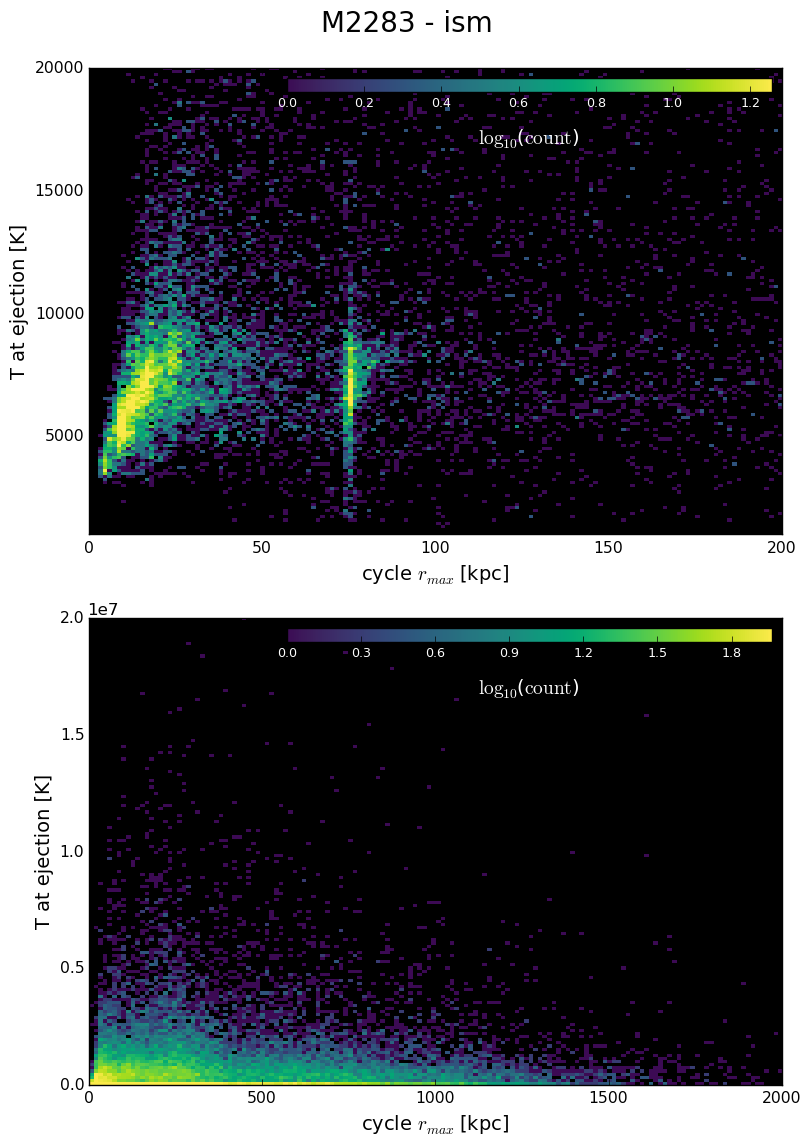 M2283 - ism
20000
15000
10000
5000
T at ejection [K]
0.0 0.2 0.4 0.6 0.8 1.0 1.2
log10(count)
0 50 100 150 200
cycle rmax [kpc]
1e7
2.0
1.5
1.0
0.5
0.0
T at ejection [K]
0.0 0.3 0.6 0.9 1.2 1.5 1.8
log10(count)
0 500 1000 1500 2000
cycle rmax [kpc]